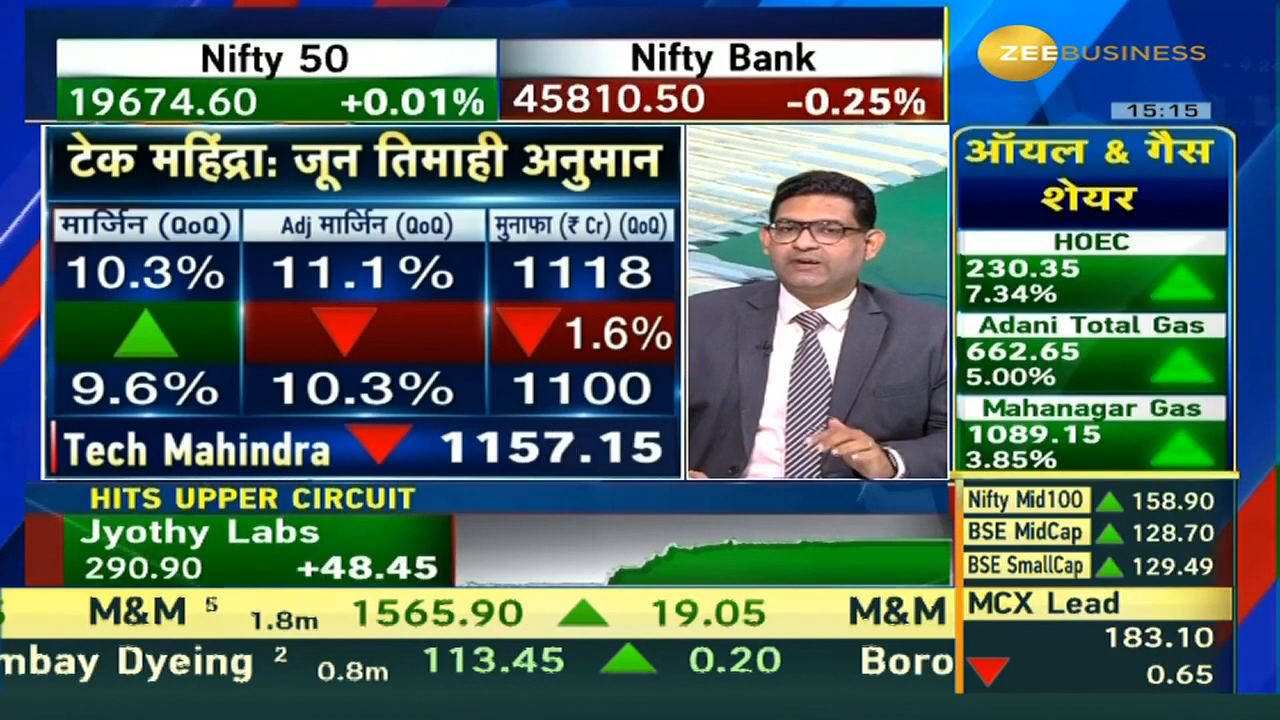 Nifty 50
19674.60 +0.01%
Nifty Bank
45810.50 -0.25%
ZEEBUSINESS
15:15
टेक महिंद्रा: जून तिमाही अनुमान
मार्जिन (QoQ) Adj मार्जिन (QoQ) मुनाफा (₹ Cr) (QoQ)
10.3% 11.1% 1118
1.6%
9.6% 10.3% 1100
Tech Mahindra 1157.15
ऑयल & गैस
शेयर
HOEC
230.35
7.34%
Adani Total Gas
662.65
5.00%
Mahanagar Gas
1089.15
3.85%
Nifty Mid100 158.90
BSE MidCap 128.70
BSE SmallCap 129.49
MCX Lead
183.10
0.65
HITS UPPER CIRCUIT
Jyothy Labs
290.90 +48.45
M&M 5 1.8m 1565.90 19.05 M&M
mbay Dyeing 2 0.8m 113.45 0.20 Boro